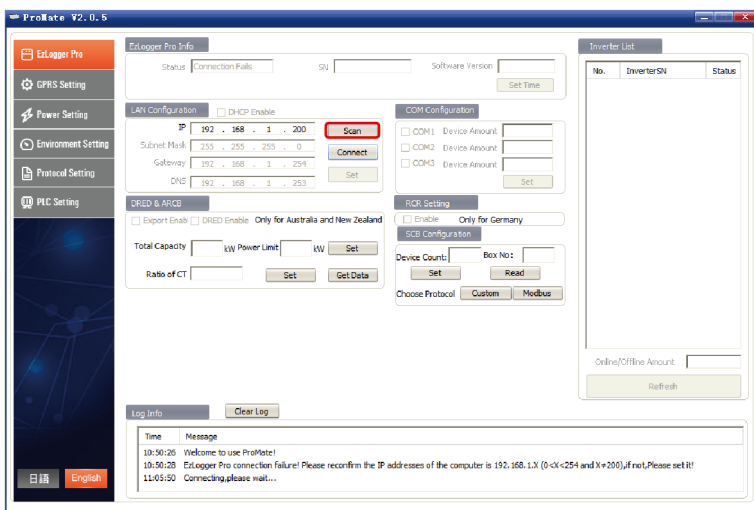 ProMate V2.0.5
EzLogger Pro
GPRS Setting
Power Setting
Environment Setting
Protocol Setting
PLC Setting
日語
English
EzLogger Pro Info
Status Connection Fails SN Software Version
Set Time
LAN Configuration DHCP Enable
IP 192 . 168 . 1 . 200 Scan
Subnet Mask 255 . 255 . 255 . 0 Connect
Gateway 192 . 168 . 1 . 254
DNS 192 . 168 . 1 . 253 Set
COM Configuration
COM1 Device Amount
COM2 Device Amount
COM3 Device Amount
Set
DRED & ARCB
Export Enab DRED Enable Only for Australia and New Zealand
Total Capacity kW Power Limit kW Set
Ratio of CT Set Get Data
RCR Setting
Enable Only for Germany
SCB Configuration
Device Count: Box No:
Set Read
Choose Protocol Custom Modbus
Inverter List
No. InverterSN Status
Online/Offline Amount
Refresh
Log Info Clear Log
Time Message
10:50:26 Welcome to use ProMate!
10:50:28 EzLogger Pro connection failure! Please reconfirm the IP addresses of the computer is 192.168.1.X (0<X<254 and X≠200),if not,Please set it!
11:05:50 Connecting,please wait...